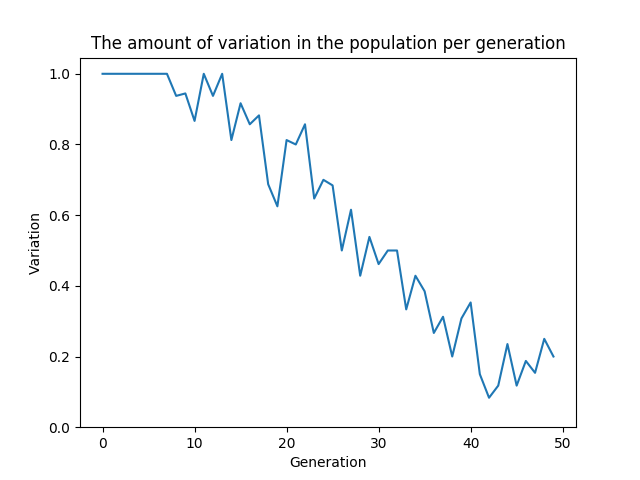 The amount of variation in the population per generation
1.0
0.8
0.6
0.4
0.2
0.0
Variation
0 10 20 30 40 50
Generation